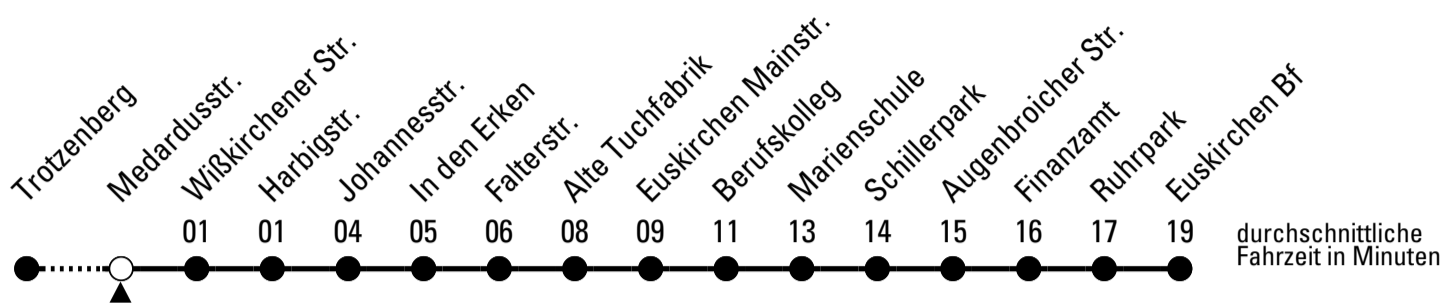 Trotzenberg
Medardusstr.
Wißkirchener Str.
Harbigstr.
Johannesstr.
In den Erken
Falterstr.
Alte Tuchfabrik
Euskirchen Mainstr.
Berufskolleg
Marienschule
Schillerpark
Augenbroicher Str.
Finanzamt
Ruhrpark
Euskirchen Bf
01 01 04 05 06 08 09 11 13 14 15 16 17 19
durchschnittliche
Fahrzeit in Minuten